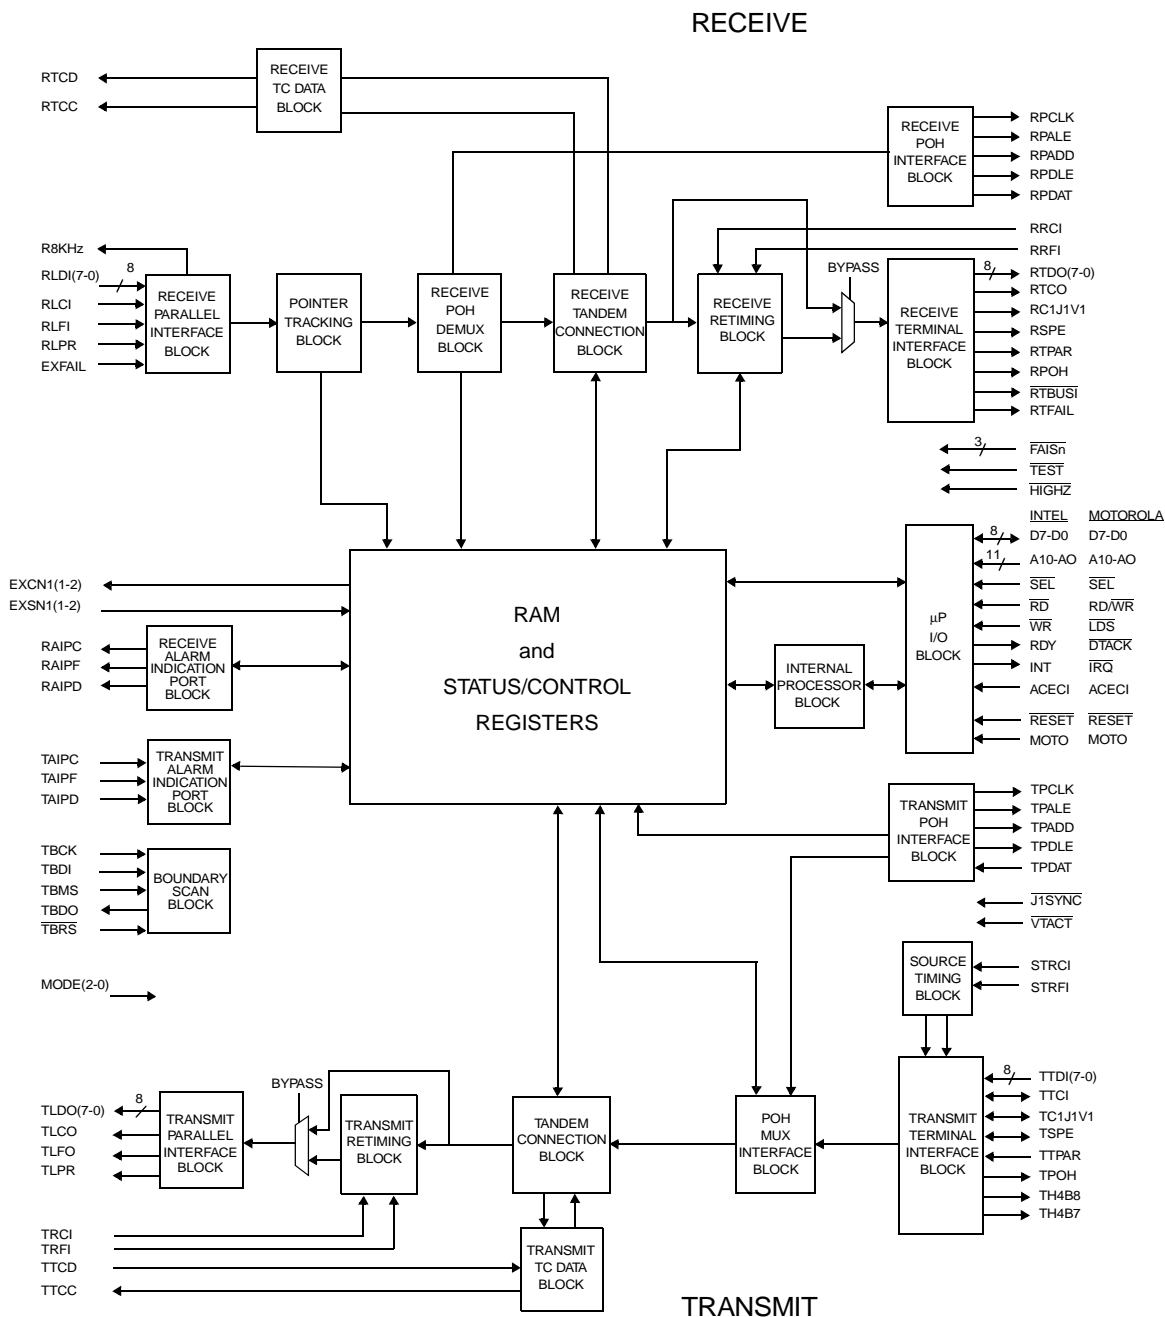 RECEIVE
RTCD
RTCC
RECEIVE
TC DATA
BLOCK
RECEIVE
POH
INTERFACE
BLOCK
RPCLK
RPALE
RPADD
RPDLE
RPDAT
RRCI
RRFI
R8KHz
RLDI(7-0)
8
RLCI
RLFI
RLPR
EXFAIL
RECEIVE
PARALLEL
INTERFACE
BLOCK
POINTER
TRACKING
BLOCK
RECEIVE
POH
DEMUX
BLOCK
RECEIVE
TANDEM
CONNECTION
BLOCK
RECEIVE
RETIMING
BLOCK
BYPASS
RECEIVE
TERMINAL
INTERFACE
BLOCK
8
RTDO(7-0)
RTCO
RC1J1V1
RSPE
RTPAR
RPOH
RTBUSI
RTFAIL
3
FAISn
TEST
HIGHZ
EXCN1(1-2)
EXSN1(1-2)
RAIPC
RAIPF
RAIPD
RECEIVE
ALARM
INDICATION
PORT BLOCK
RAM
and
STATUS/CONTROL
REGISTERS
INTERNAL
PROCESSOR
BLOCK
µP
I/O
BLOCK
INTEL MOTOROLA
8 D7-D0 D7-D0
11 A10-AO A10-AO
SEL SEL
RD RD/WR
WR LDS
RDY DTACK
INT IRQ
ACECI ACECI
RESET RESET
MOTO MOTO
TAIPC
TAIPF
TAIPD
TRANSMIT
ALARM
INDICATION
PORT
BLOCK
TBCK
TBDI
TBMS
TBDO
TBRS
BOUNDARY
SCAN
BLOCK
MODE(2-0)
TRANSMIT
POH
INTERFACE
BLOCK
TPCLK
TPALE
TPADD
TPDLE
TPDAT
J1SYNC
VTACT
SOURCE
TIMING
BLOCK
STRCI
STRFI
TLDO(7-0)
8
TLCO
TLFO
TLPR
TRANSMIT
PARALLEL
INTERFACE
BLOCK
BYPASS
TRANSMIT
RETIMING
BLOCK
TANDEM
CONNECTION
BLOCK
POH
MUX
INTERFACE
BLOCK
TRANSMIT
TERMINAL
INTERFACE
BLOCK
8
TTDI(7-0)
TTCI
TC1J1V1
TSPE
TTPAR
TPOH
TH4B8
TH4B7
TRCI
TRFI
TTCD
TTCC
TRANSMIT
TC DATA
BLOCK
TRANSMIT